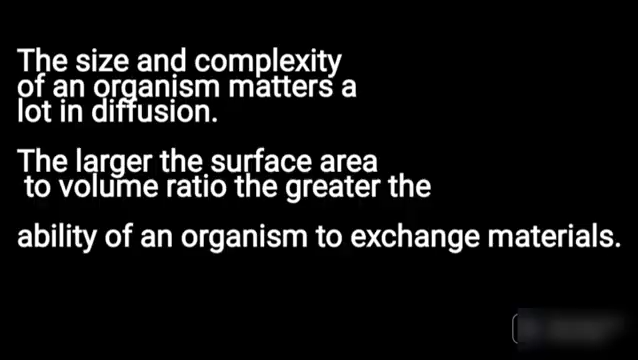 The size and complexity
of an organism matters a
lot in diffusion.
The larger the surface area
to volume ratio the greater the
ability of an organism to exchange materials.